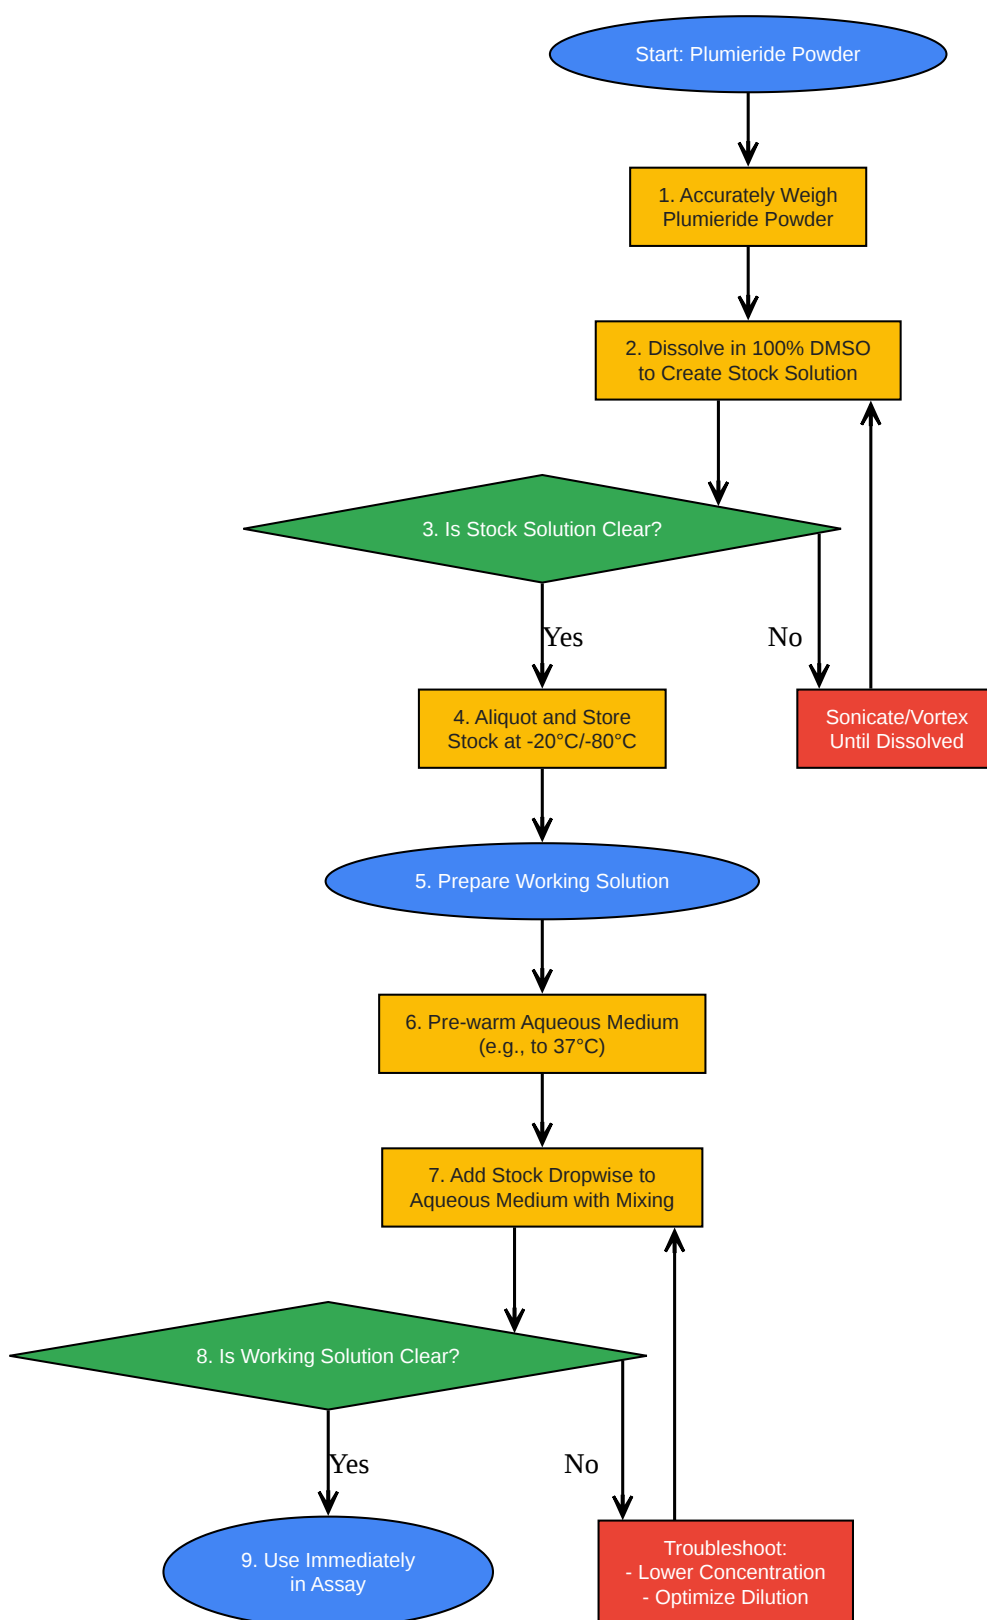 Start: Plumieride Powder
1. Accurately Weigh
Plumieride Powder
2. Dissolve in 100% DMSO
to Create Stock Solution
3. Is Stock Solution Clear?
Yes
No
4. Aliquot and Store
Stock at -20°C/-80°C
Sonicate/Vortex
Until Dissolved
5. Prepare Working Solution
6. Pre-warm Aqueous Medium
(e.g., to 37°C)
7. Add Stock Dropwise to
Aqueous Medium with Mixing
8. Is Working Solution Clear?
Yes
No
9. Use Immediately
in Assay
Troubleshoot:
- Lower Concentration
- Optimize Dilution